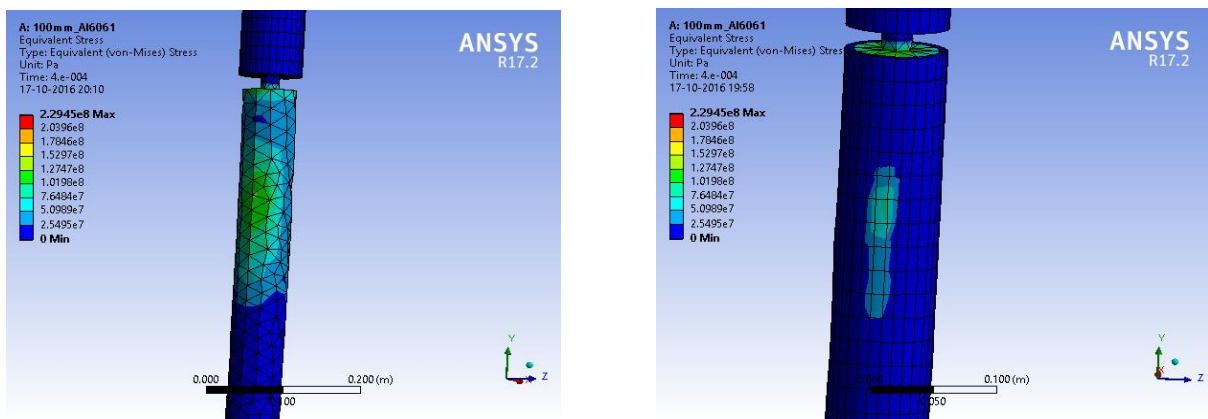 A: 100mm_Al6061
Equivalent Stress
Type: Equivalent (von-Mises) Stress
Unit: Pa
Time: 4.e-004
17-10-2016 20:10
2.2945e8 Max
2.0396e8
1.7846e8
1.5297e8
1.2747e8
1.0198e8
7.6484e7
5.0989e7
2.5495e7
0 Min
ANSYS
R17.2
Y
Z
0.000
0.200 (m)
0.100
A: 100mm_Al6061
Equivalent Stress
Type: Equivalent (von-Mises) Stress
Unit: Pa
Time: 4.e-004
17-10-2016 19:58
2.2945e8 Max
2.0396e8
1.7846e8
1.5297e8
1.2747e8
1.0198e8
7.6484e7
5.0989e7
2.5495e7
0 Min
ANSYS
R17.2
Y
X
Z
0.000
0.100 (m)
0.050